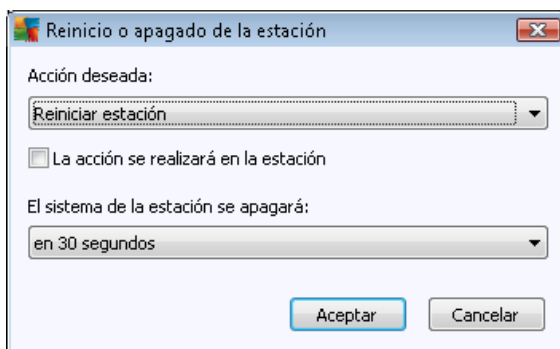 Reinicio o apagado de la estación
Acción deseada:
Reiniciar estación
La acción se realizará en la estación
El sistema de la estación se apagará:
en 30 segundos
Aceptar Cancelar